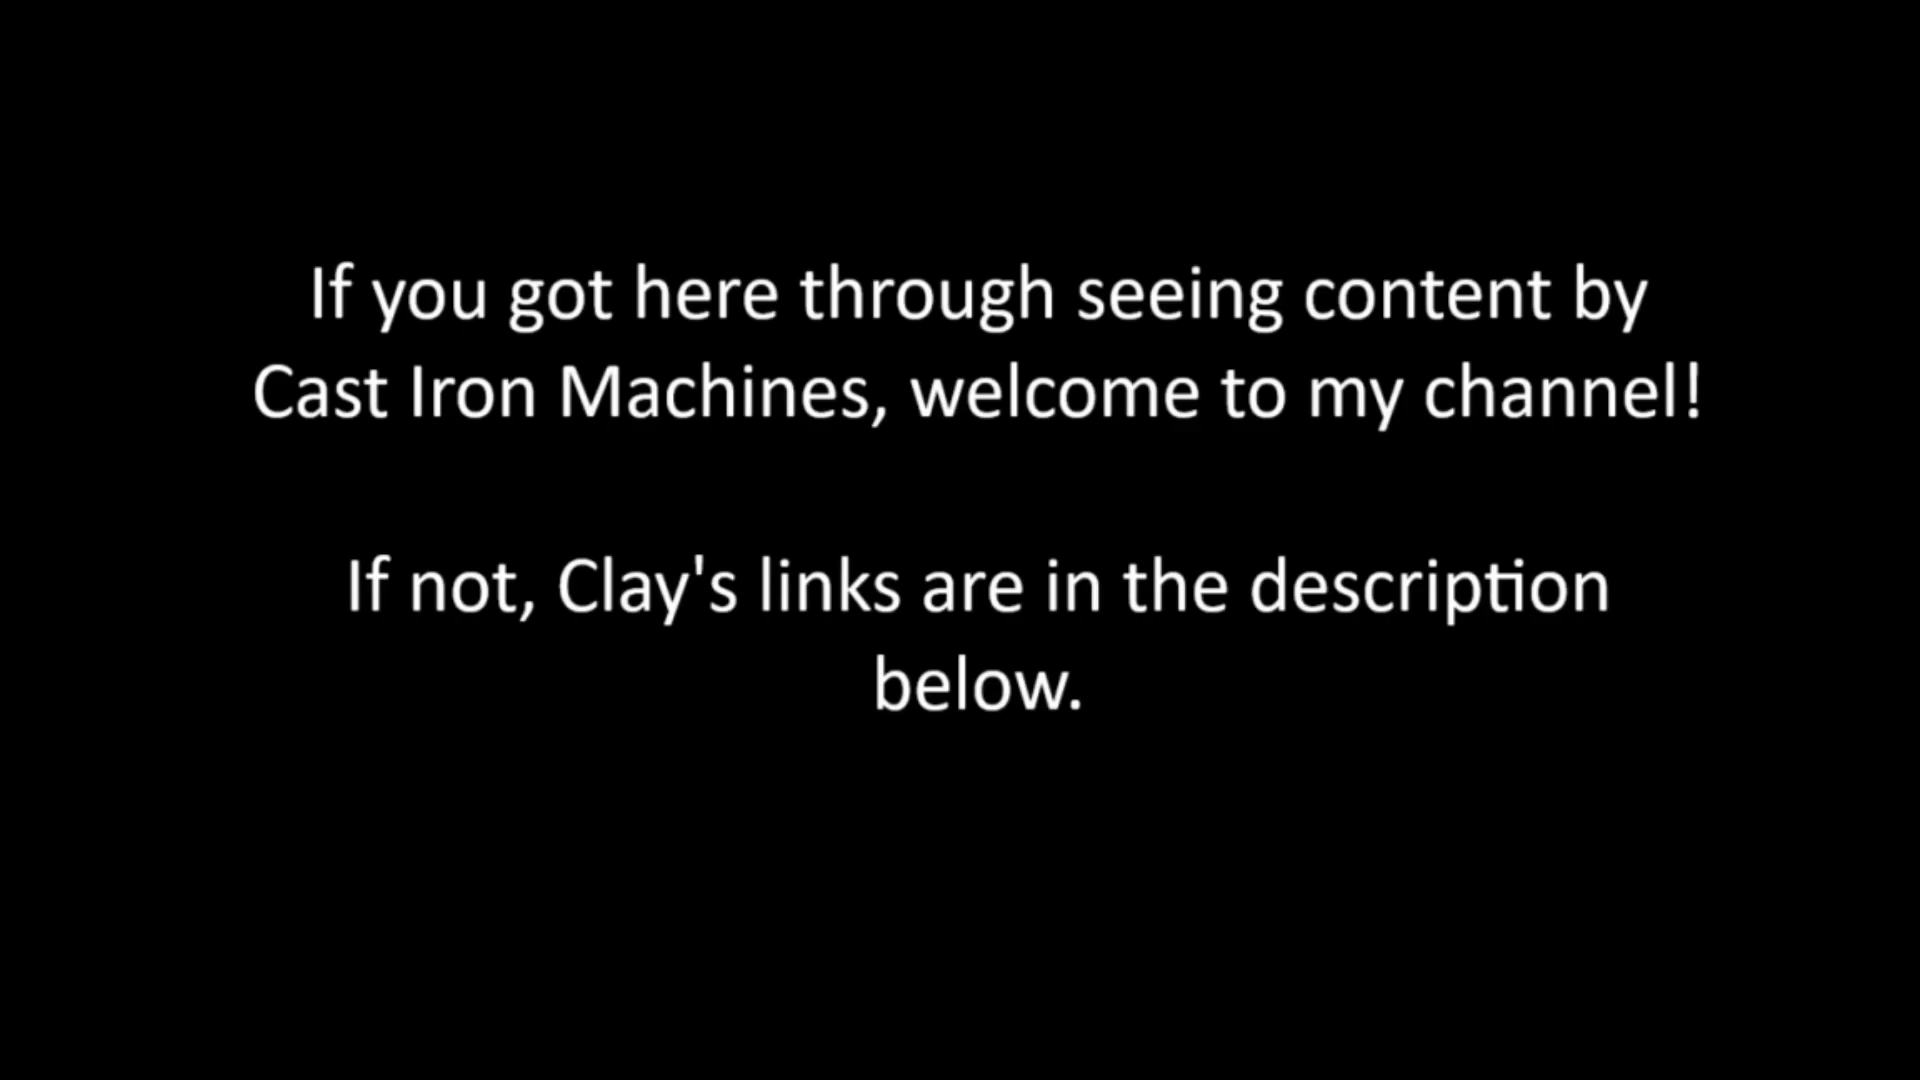 If you got here through seeing content by
Cast Iron Machines, welcome to my channel!
If not, Clay's links are in the description
below.